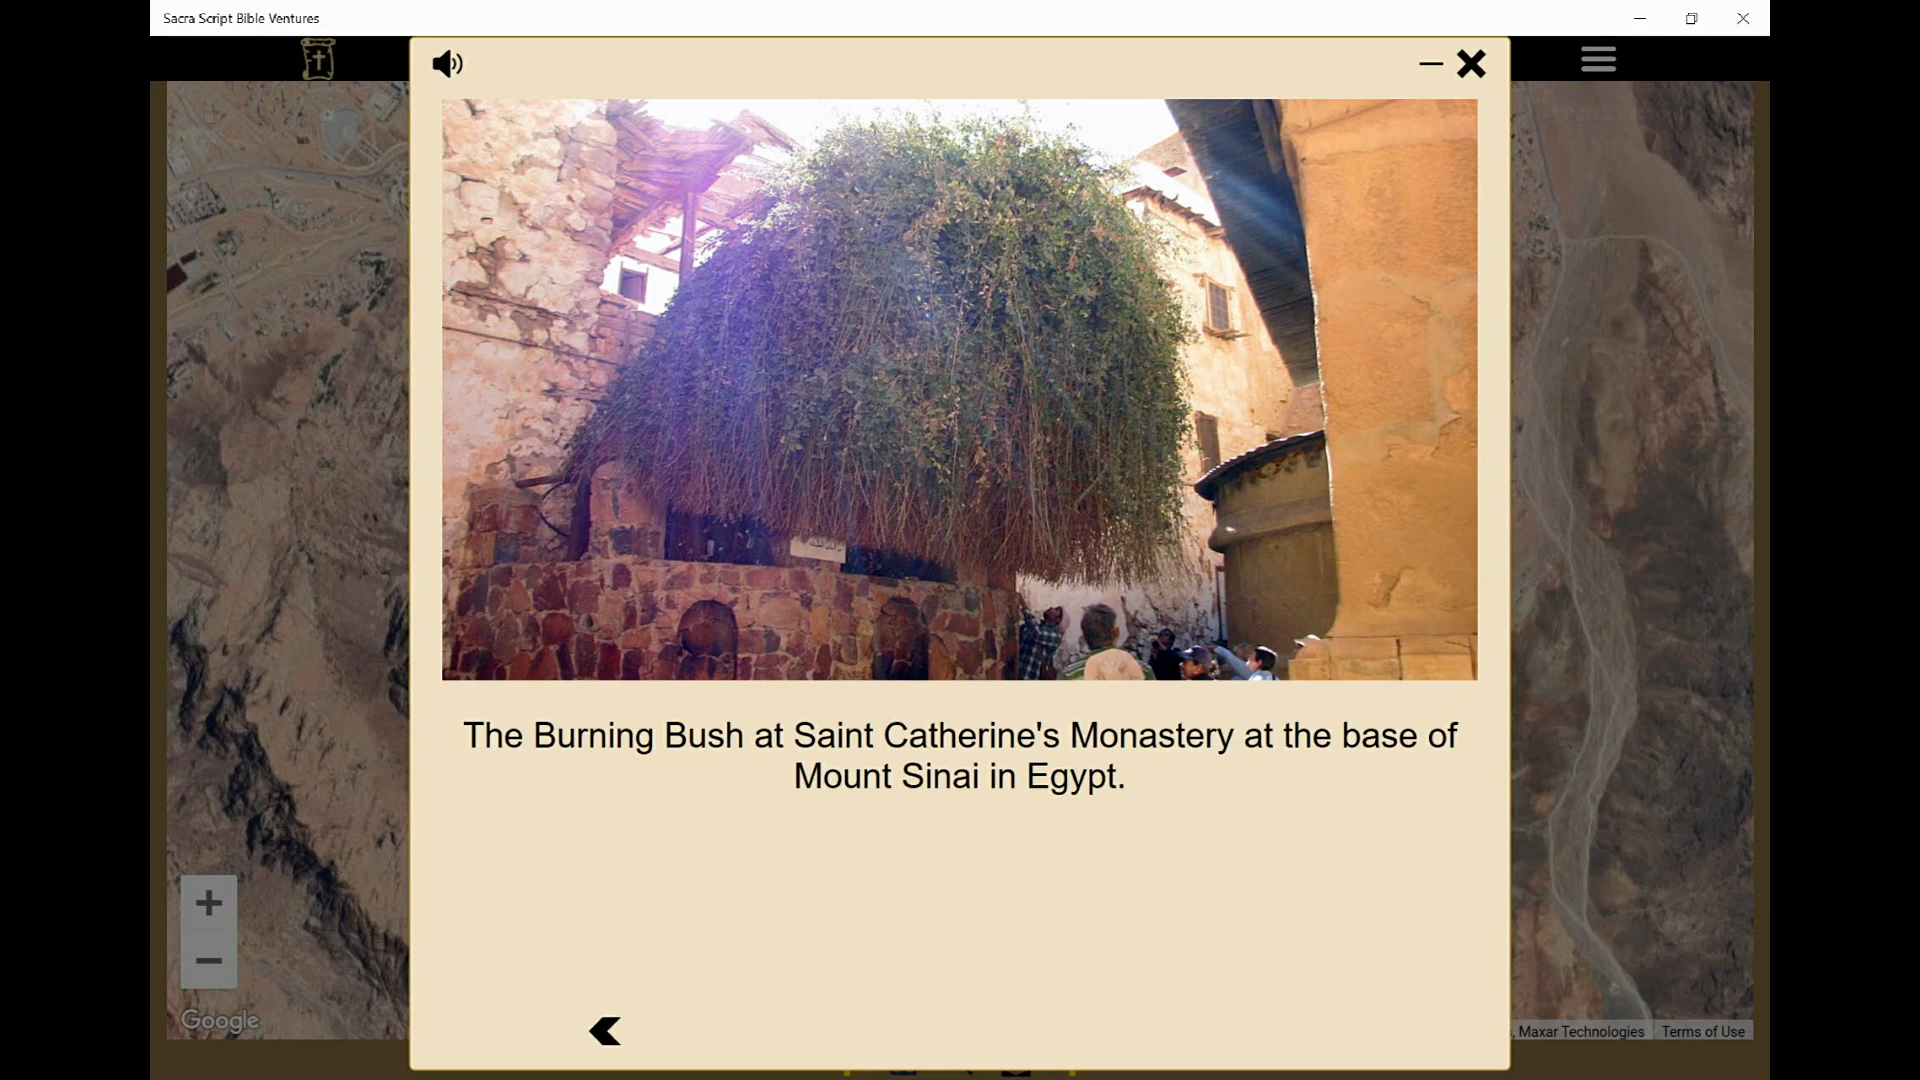 Sacra Script Bible Ventures
The Burning Bush at Saint Catherine's Monastery at the base of
Mount Sinai in Egypt.
Google
, Maxar Technologies
Terms of Use